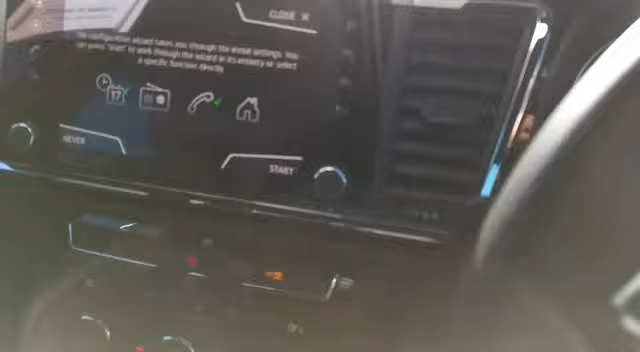 CLOSE ✕
The configuration wizard takes you through the initial settings. You
can press "start" to work through the wizard in its entirety or select
a specific function directly
17
NEVER
START